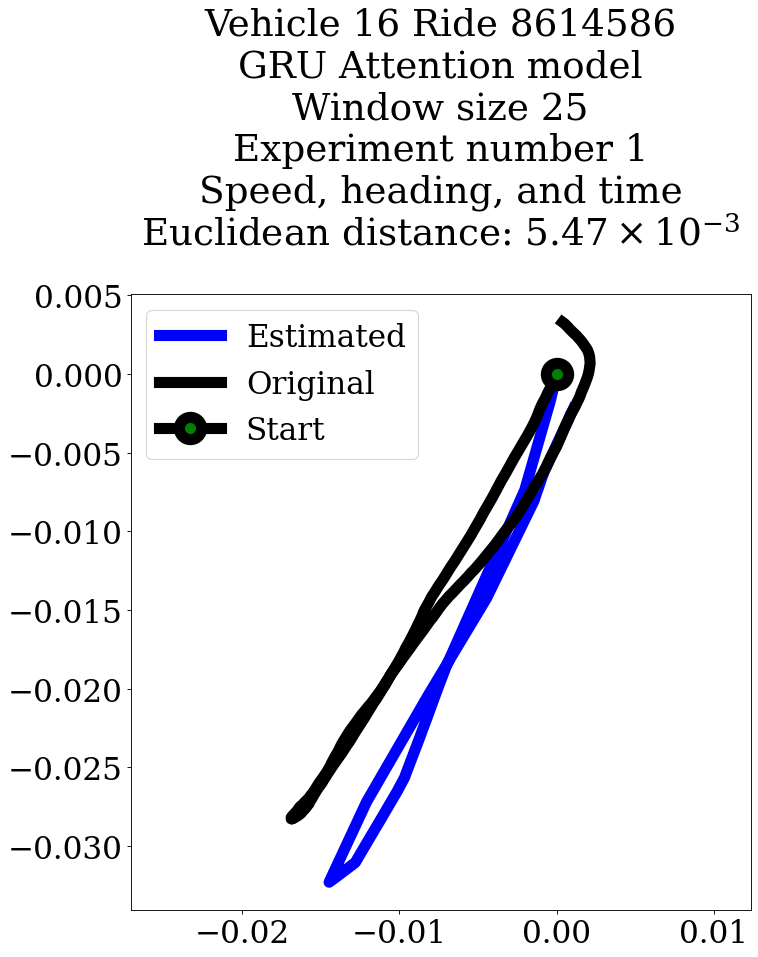 Vehicle 16 Ride 8614586
GRU Attention model
Window size 25
Experiment number 1
Speed, heading, and time
Euclidean distance: 5.47 × 10⁻³
0.005
0.000
−0.005
−0.010
−0.015
−0.020
−0.025
−0.030
Estimated
Original
Start
−0.02 −0.01 0.00 0.01